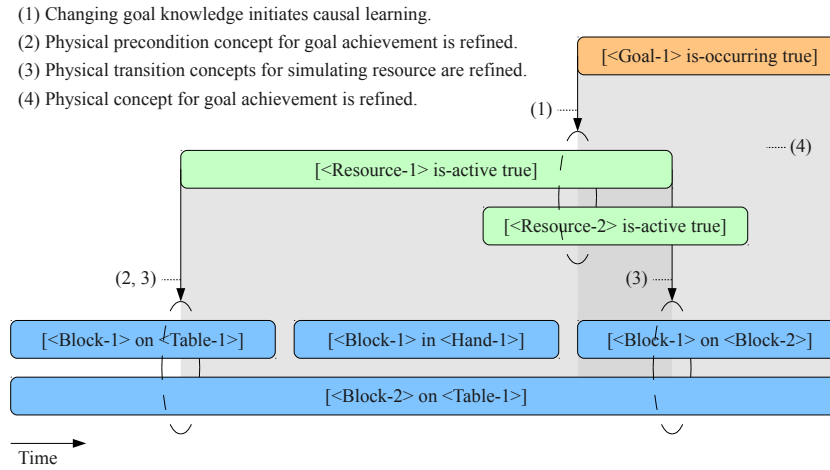 (1) Changing goal knowledge initiates causal learning.
(2) Physical precondition concept for goal achievement is refined.
(3) Physical transition concepts for simulating resource are refined.
(4) Physical concept for goal achievement is refined.
[<Goal-1> is-occurring true]
(1)
(4)
[<Resource-1> is-active true]
[<Resource-2> is-active true]
(2, 3)
(3)
[<Block-1> on <Table-1>]
[<Block-1> in <Hand-1>]
[<Block-1> on <Block-2>]
[<Block-2> on <Table-1>]
Time